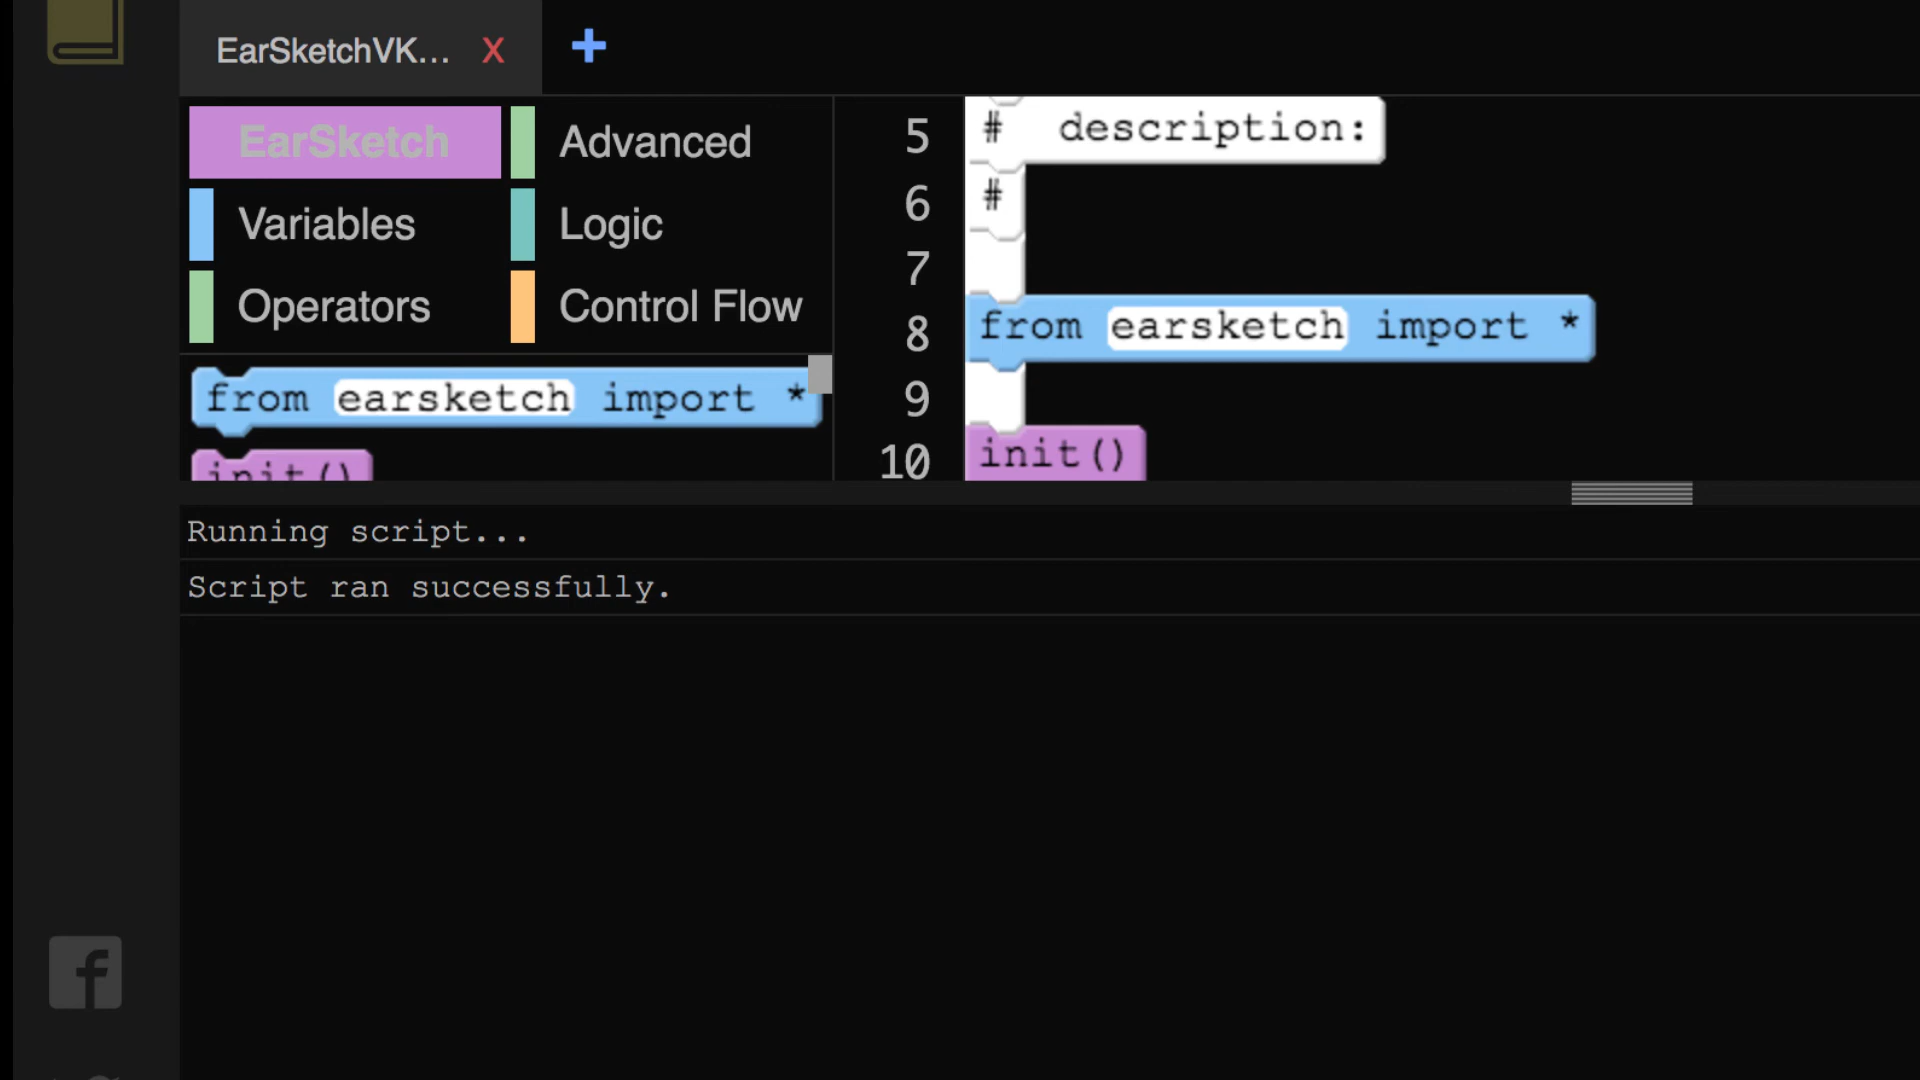 EarSketchVK... X +
EarSketch
Advanced
Variables
Logic
Operators
Control Flow
from earsketch import *
init()
5 # description:
6 #
7
8 from earsketch import *
9
10 init()
Running script...
Script ran successfully.
f